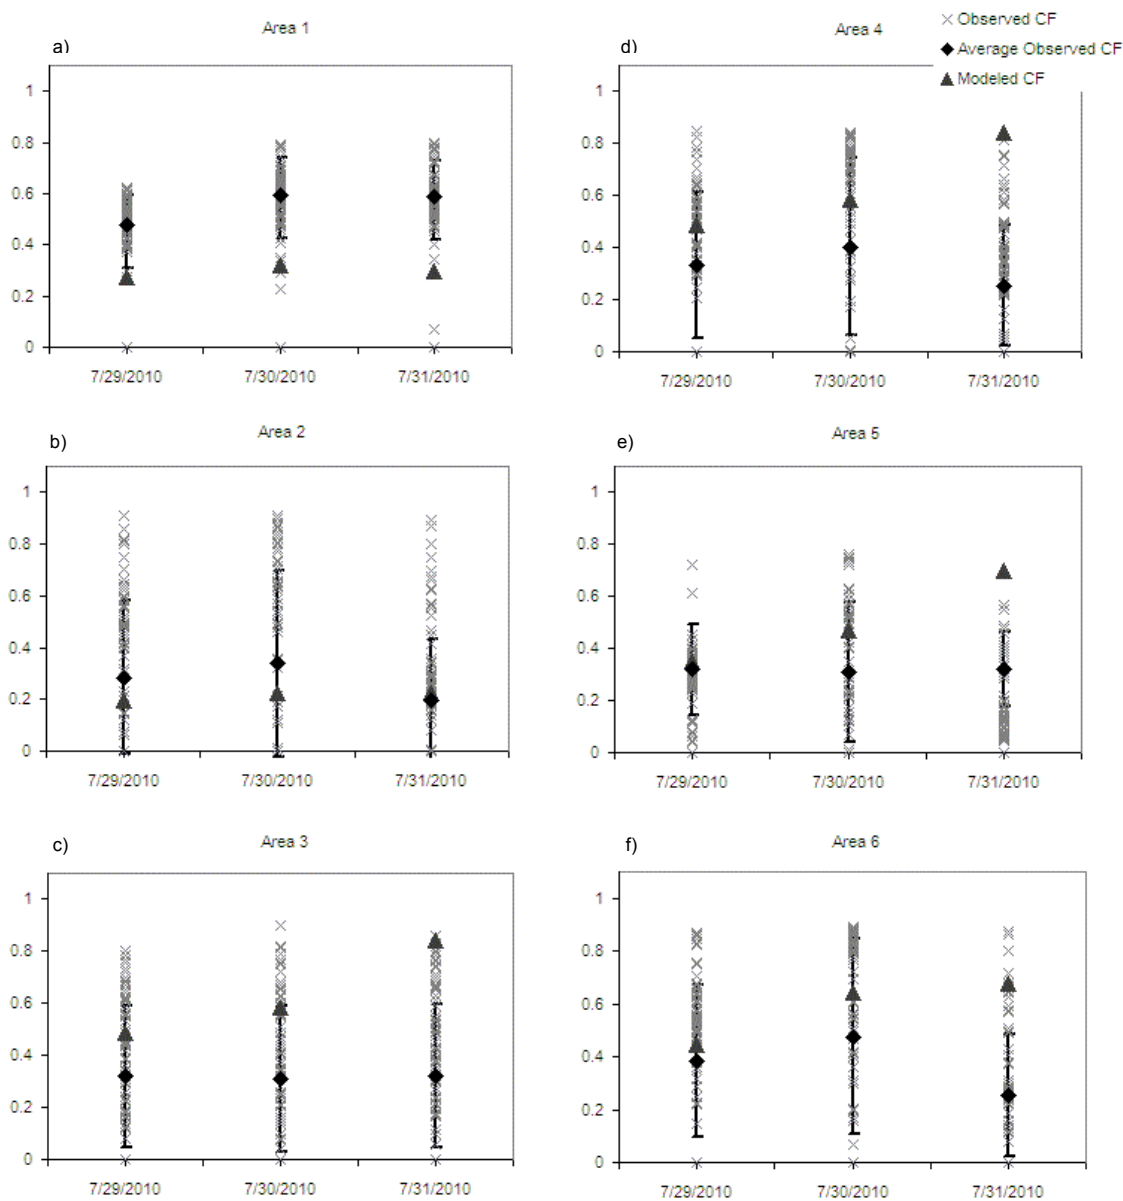 Area 1
a)
1
0.8
0.6
0.4
0.2
0
7/29/2010 7/30/2010 7/31/2010
Area 4
d)
Observed CF
Average Observed CF
Modeled CF
1
0.8
0.6
0.4
0.2
0
7/29/2010 7/30/2010 7/31/2010
Area 2
b)
1
0.8
0.6
0.4
0.2
0
7/29/2010 7/30/2010 7/31/2010
Area 5
e)
1
0.8
0.6
0.4
0.2
0
7/29/2010 7/30/2010 7/31/2010
Area 3
c)
1
0.8
0.6
0.4
0.2
0
7/29/2010 7/30/2010 7/31/2010
Area 6
f)
1
0.8
0.6
0.4
0.2
0
7/29/2010 7/30/2010 7/31/2010